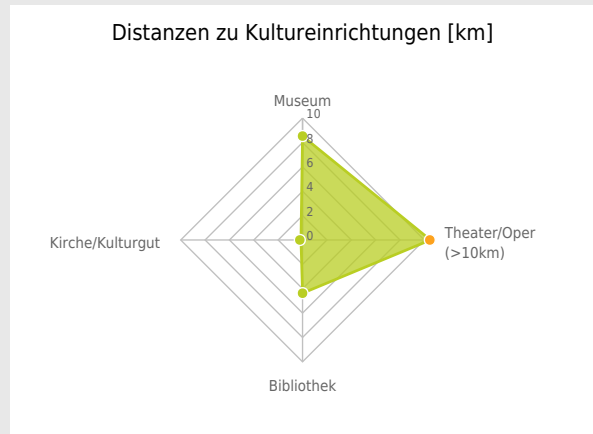 Distanzen zu Kultureinrichtungen [km]
Museum
10
8
6
4
2
0
Kirche/Kulturgut
Theater/Oper
(>10km)
Bibliothek